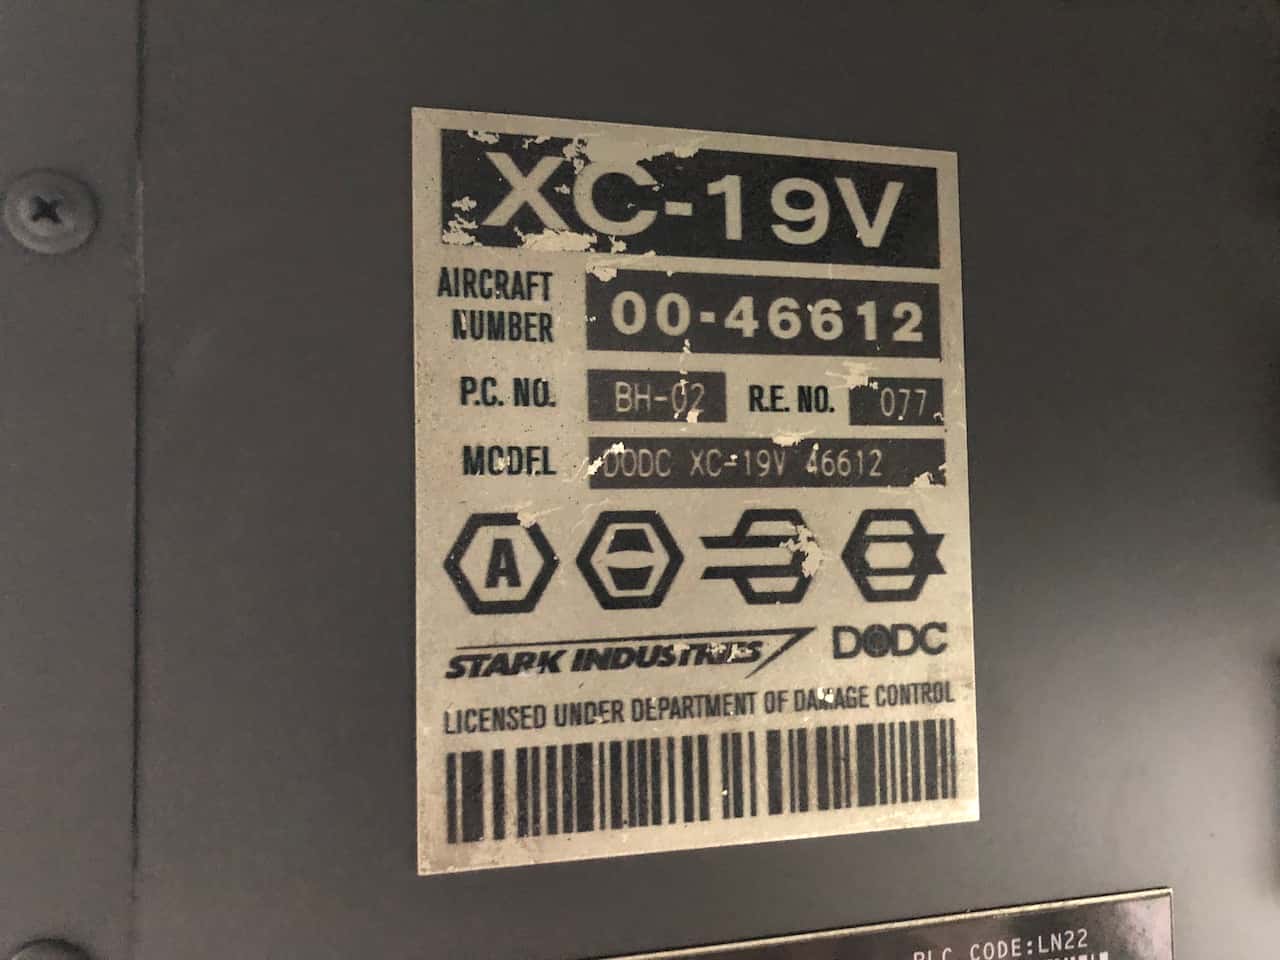 XC-19V
AIRCRAFT NUMBER 00-46612
P.C. NO. BH-02 R.E. NO. 077
MODEL DODC XC-19V 46612
A
STARK INDUSTRIES DODC
LICENSED UNDER DEPARTMENT OF DAMAGE CONTROL
PLC CODE:LN22